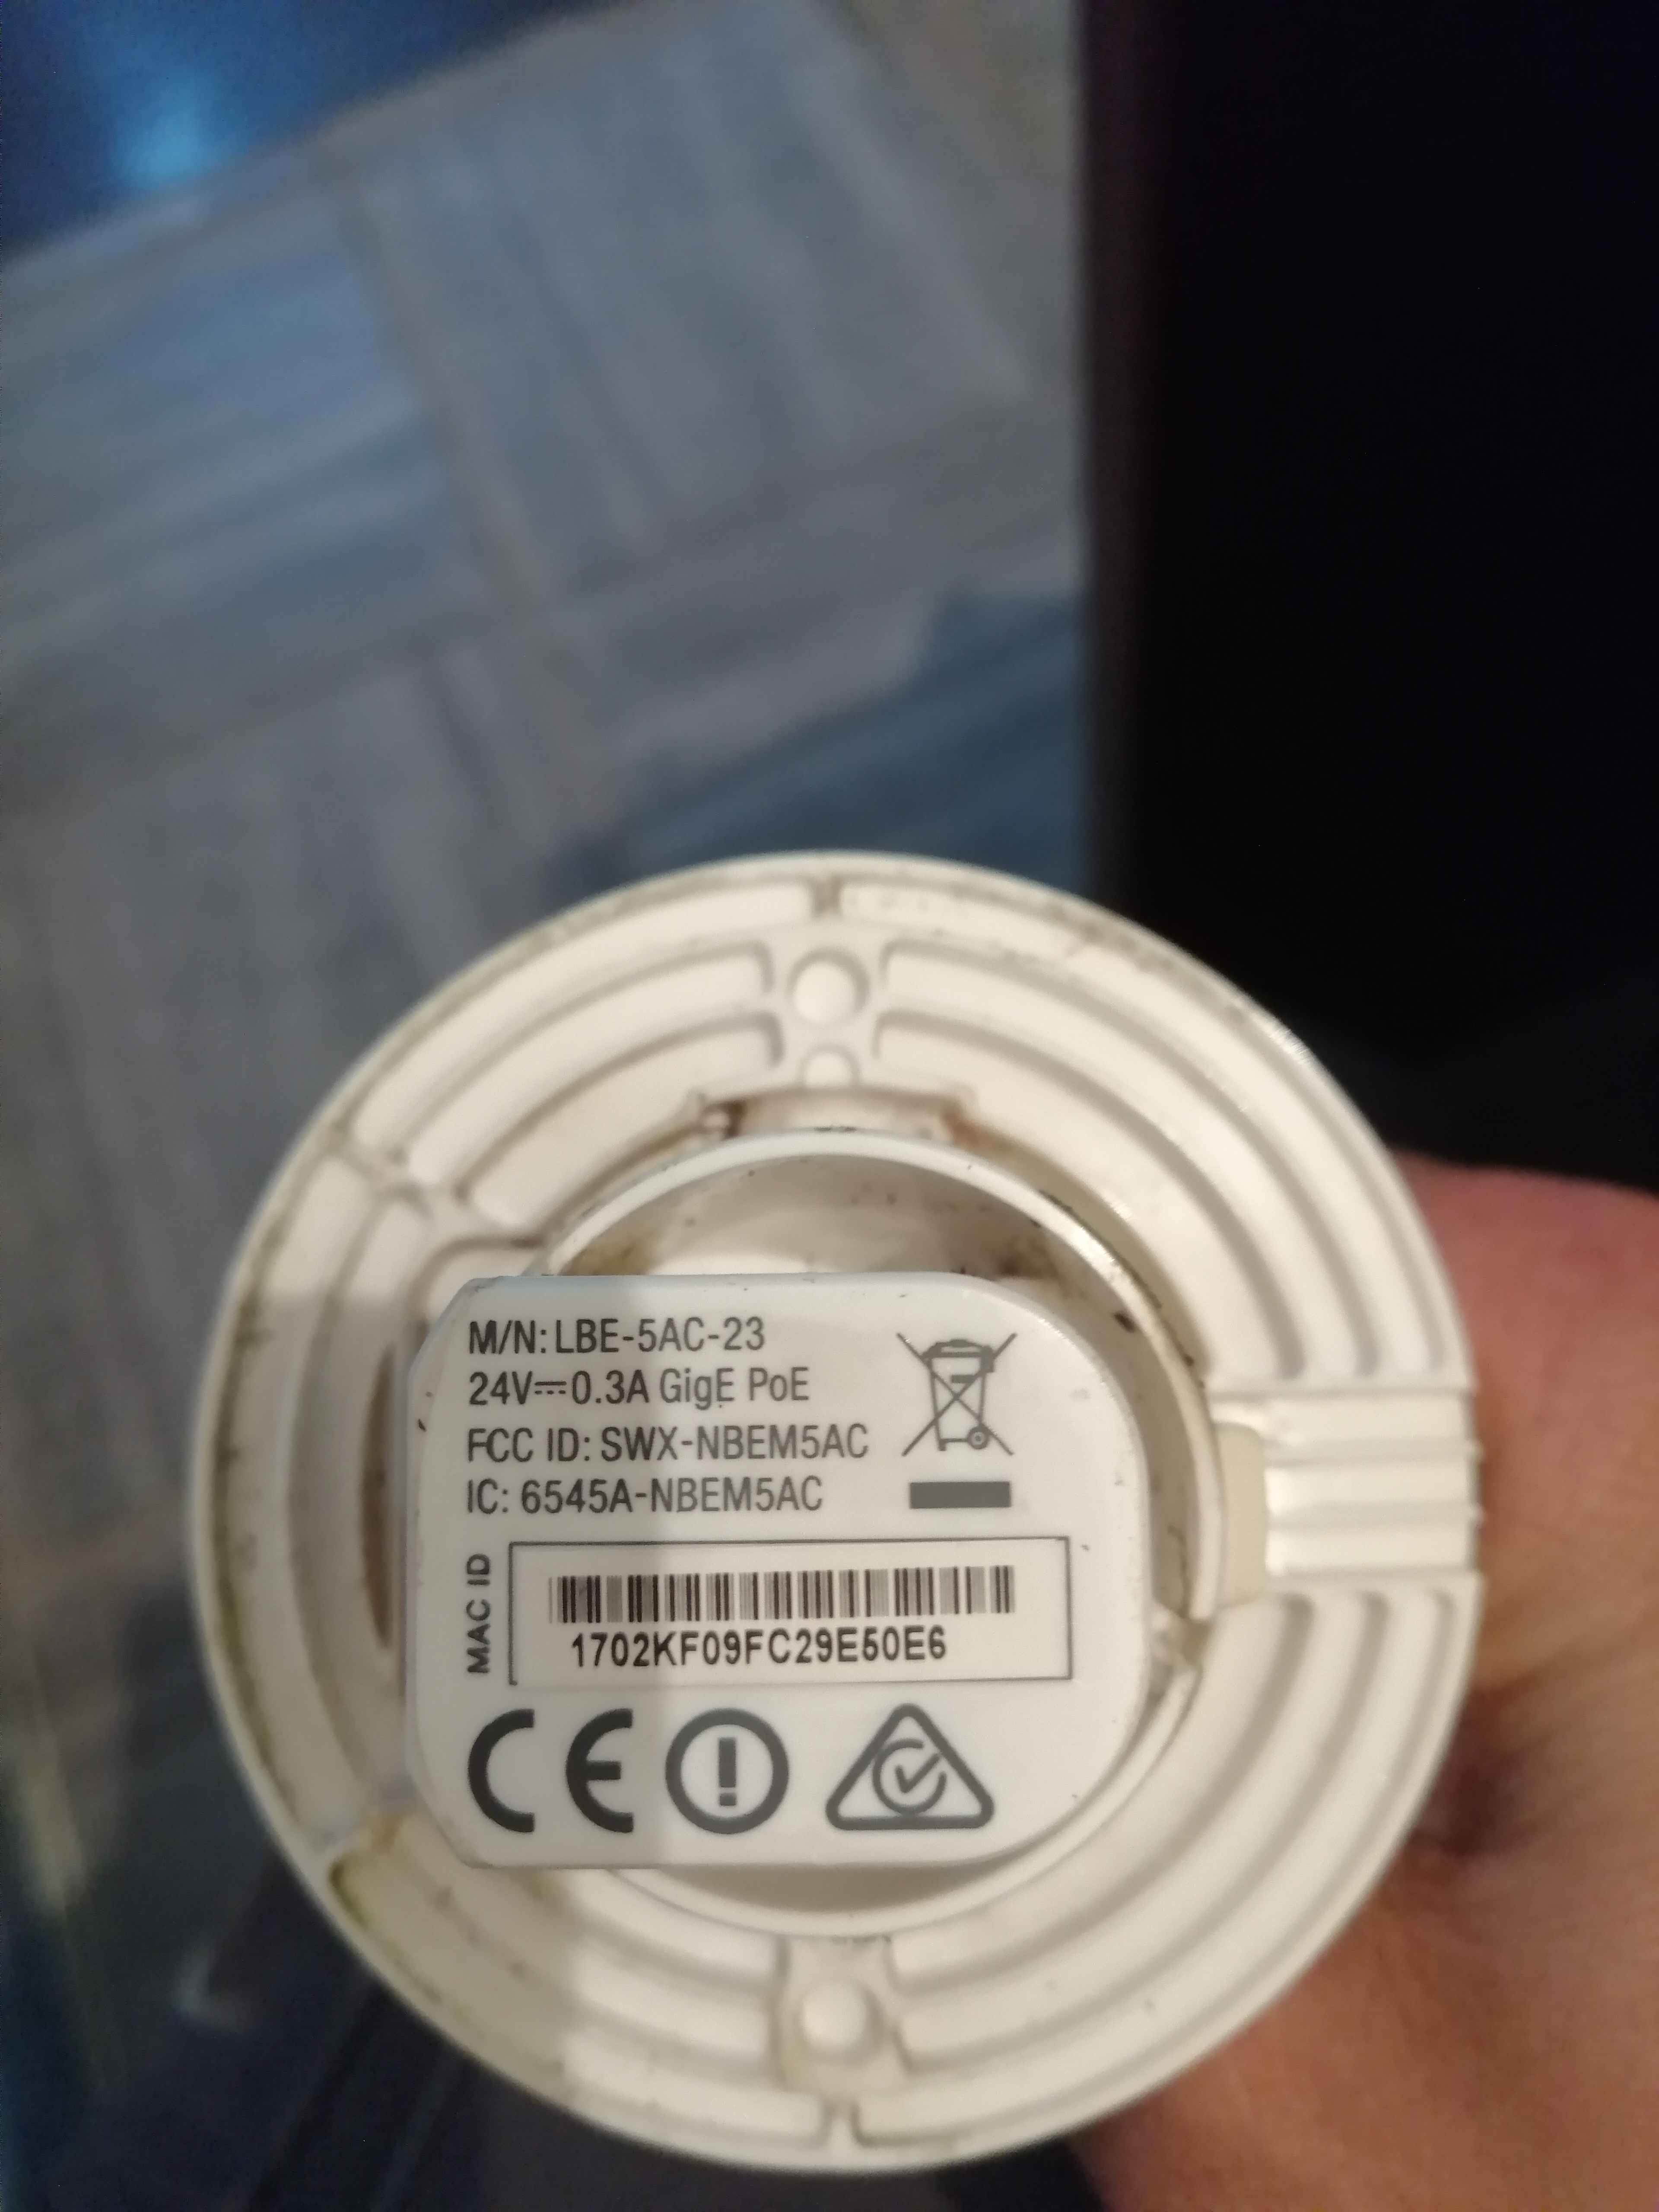 M/N: LBE-5AC-23
24V⎓0.3A GigE PoE
FCC ID: SWX-NBEM5AC
IC: 6545A-NBEM5AC
MAC ID
1702KF09FC29E50E6
CE